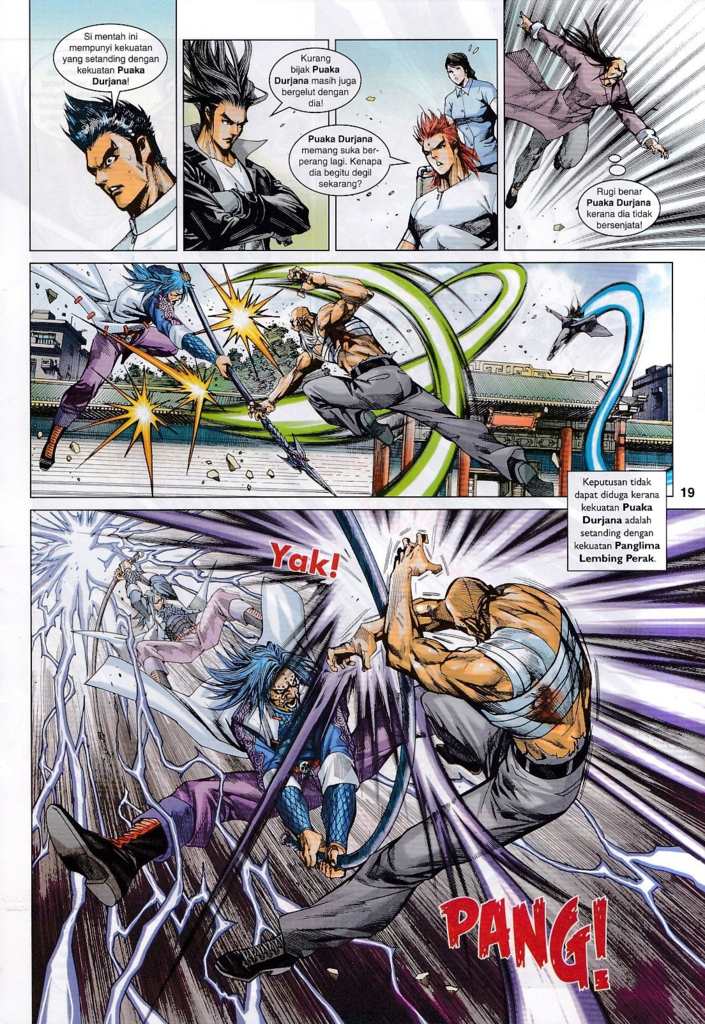 Si mentah ini
mempunyi kekuatan
yang setanding dengan
kekuatan Puaka
Durjana!
Kurang
bijak Puaka
Durjana masih juga
bergelut dengan
dia!
Puaka Durjana
memang suka ber-
perang lagi. Kenapa
dia begitu degil
sekarang?
Rugi benar
Puaka Durjana
kerana dia tidak
bersenjata!
Keputusan tidak
dapat diduga kerana
kekuatan Puaka
Durjana adalah
setanding dengan
kekuatan Panglima
Lembing Perak.
19
Yak!
PANG!